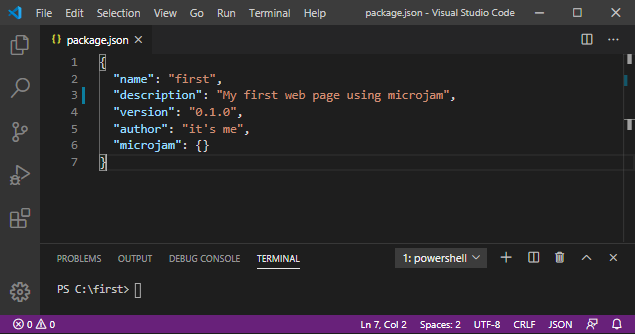 File Edit Selection View Go Run Terminal Help package.json - Visual Studio Code
{ } package.json
1 {
2 "name": "first",
3 "description": "My first web page using microjam",
4 "version": "0.1.0",
5 "author": "it's me",
6 "microjam": {}
7 }
PROBLEMS OUTPUT DEBUG CONSOLE TERMINAL 1: powershell
PS C:\first>
0 0 Ln 7, Col 2 Spaces: 2 UTF-8 CRLF JSON